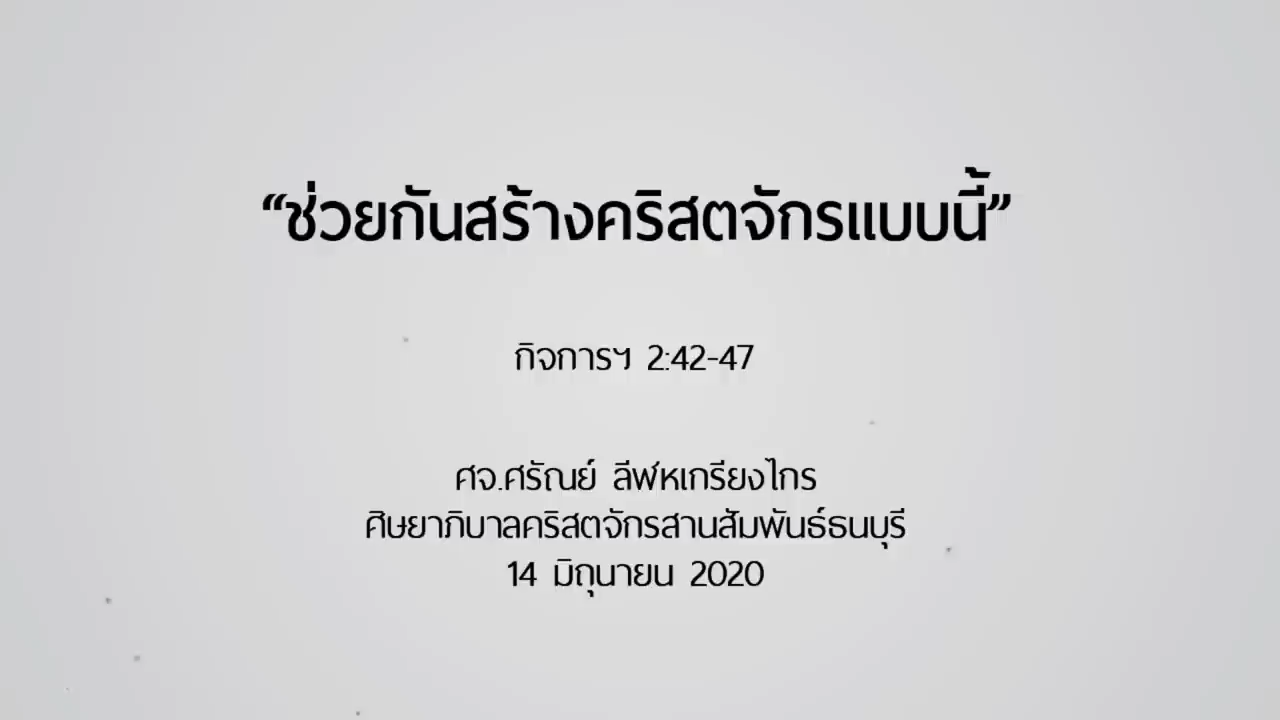 “ช่วยกันสร้างคริสตจักรแบบนี้”
กิจการฯ 2:42-47
ศจ.ศรัณย์ ลีฬหเกรียงไกร
ศิษยาภิบาลคริสตจักรสานสัมพันธ์ธนบุรี
14 มิถุนายน 2020